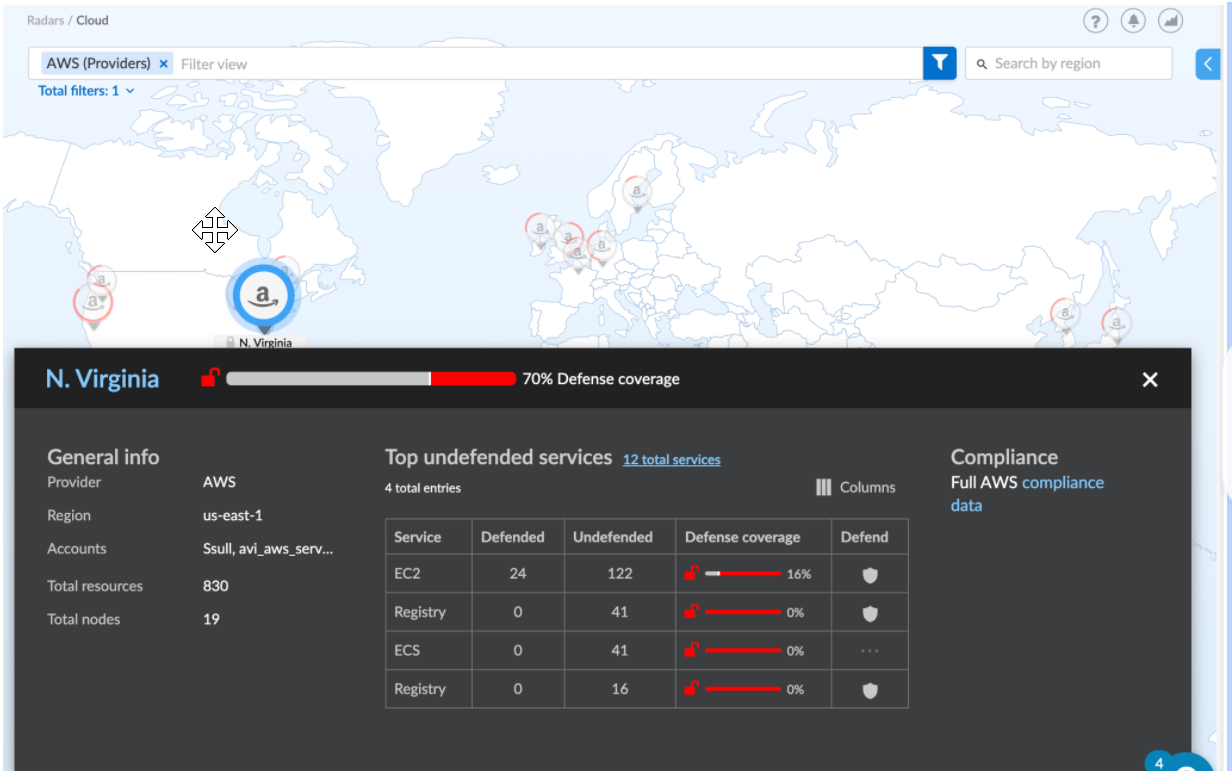 Radars / Cloud
?
AWS (Providers) × Filter view
Search by region
Total filters: 1
a
a
a
a
a
a
a
a
a
a
a
N. Virginia
N. Virginia
70% Defense coverage
General info
Provider AWS
Region us-east-1
Accounts Ssull, avi_aws_serv...
Total resources 830
Total nodes 19
Top undefended services 12 total services
4 total entries
Columns
Service Defended Undefended Defense coverage Defend
EC2 24 122 16%
Registry 0 41 0%
ECS 0 41 0% ...
Registry 0 16 0%
Compliance
Full AWS compliance
data
4